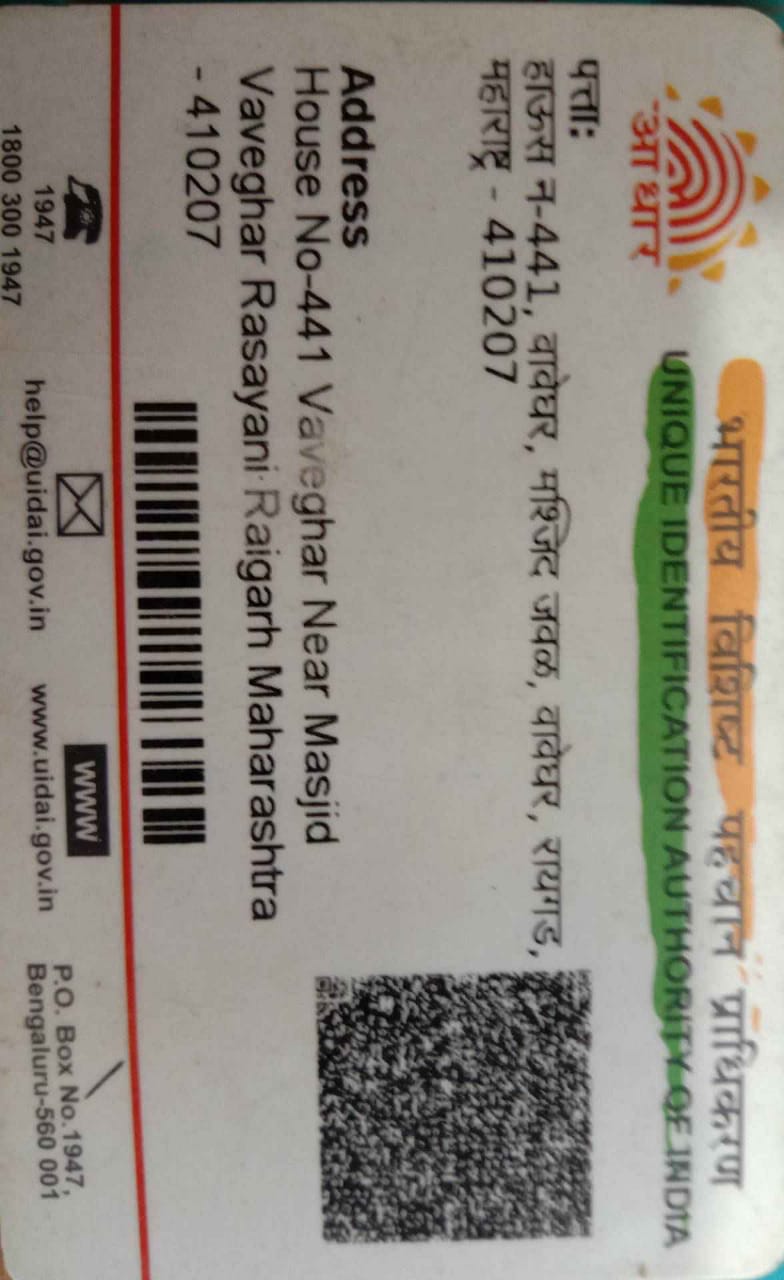 भारतीय विशिष्ट पहचान प्राधिकरण
UNIQUE IDENTIFICATION AUTHORITY OF INDIA
आधार
पत्ताः
हाऊस न-441, वावेघर, मश्जिद जवळ, वावेघर, रायगड,
महाराष्ट्र - 410207
Address
House No-441 Vaveghar Near Masjid
Vaveghar Rasayani Raigarh Maharashtra
- 410207
1947
1800 300 1947
help@uidai.gov.in
WWW
www.uidai.gov.in
P.O. Box No.1947,
Bengaluru-560 001